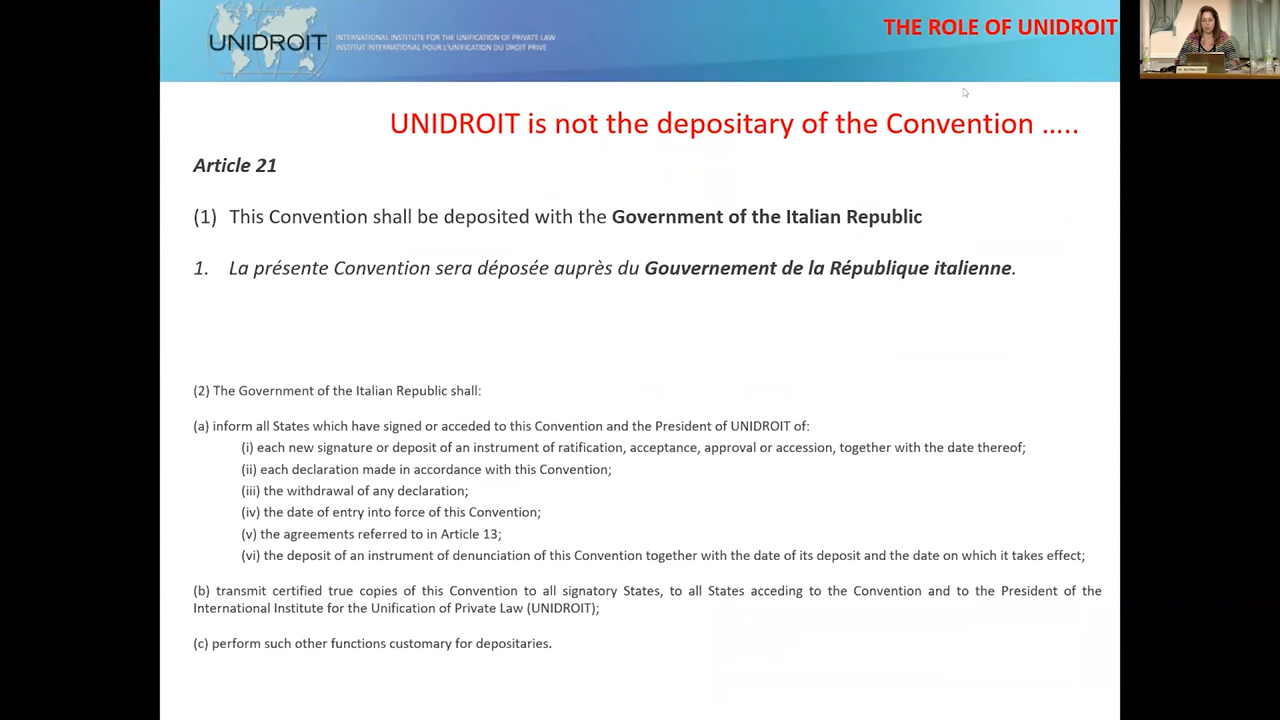 UNIDROIT
INTERNATIONAL INSTITUTE FOR THE UNIFICATION OF PRIVATE LAW
INSTITUT INTERNATIONAL POUR L'UNIFICATION DU DROIT PRIVE
THE ROLE OF UNIDROIT
UNIDROIT is not the depositary of the Convention .....
Article 21
(1) This Convention shall be deposited with the Government of the Italian Republic
1. La présente Convention sera déposée auprès du Gouvernement de la République italienne.
(2) The Government of the Italian Republic shall:
(a) inform all States which have signed or acceded to this Convention and the President of UNIDROIT of:
(i) each new signature or deposit of an instrument of ratification, acceptance, approval or accession, together with the date thereof;
(ii) each declaration made in accordance with this Convention;
(iii) the withdrawal of any declaration;
(iv) the date of entry into force of this Convention;
(v) the agreements referred to in Article 13;
(vi) the deposit of an instrument of denunciation of this Convention together with the date of its deposit and the date on which it takes effect;
(b) transmit certified true copies of this Convention to all signatory States, to all States acceding to the Convention and to the President of the
International Institute for the Unification of Private Law (UNIDROIT);
(c) perform such other functions customary for depositaries.